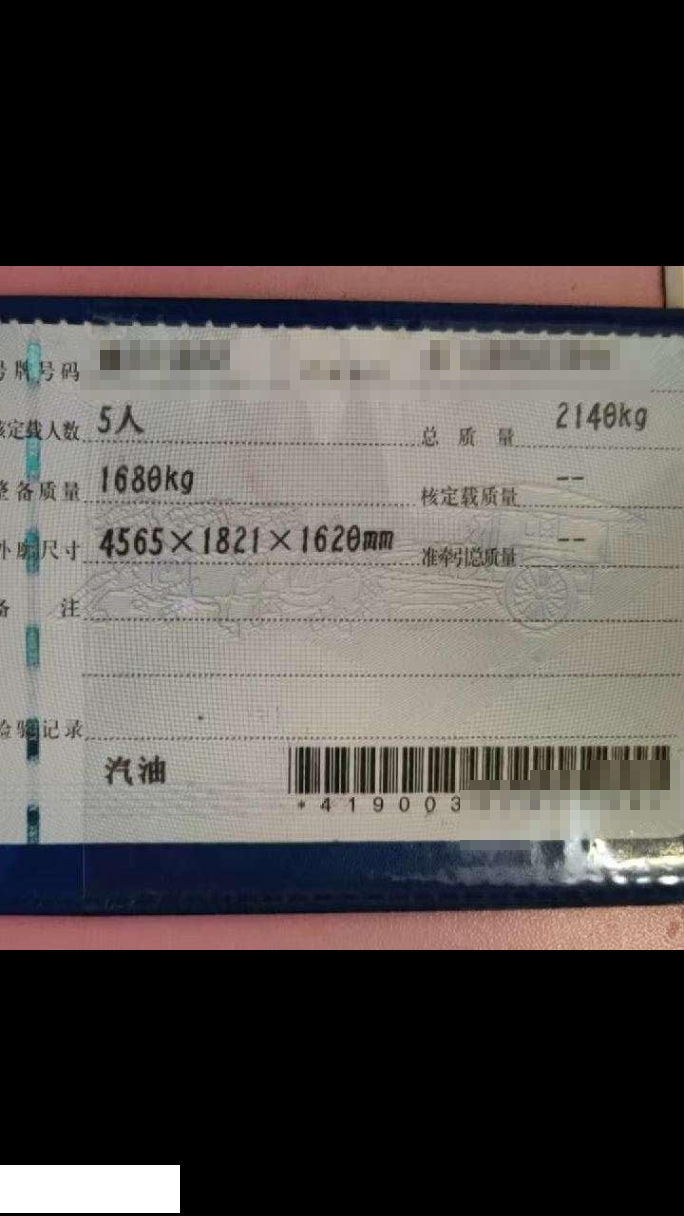 号牌号码
核定载人数 5人 总质量 2140kg
整备质量 1680kg 核定载质量 --
外廓尺寸 4565×1821×1620mm 准牵引总质量 --
备注
检验记录
汽油
*419003